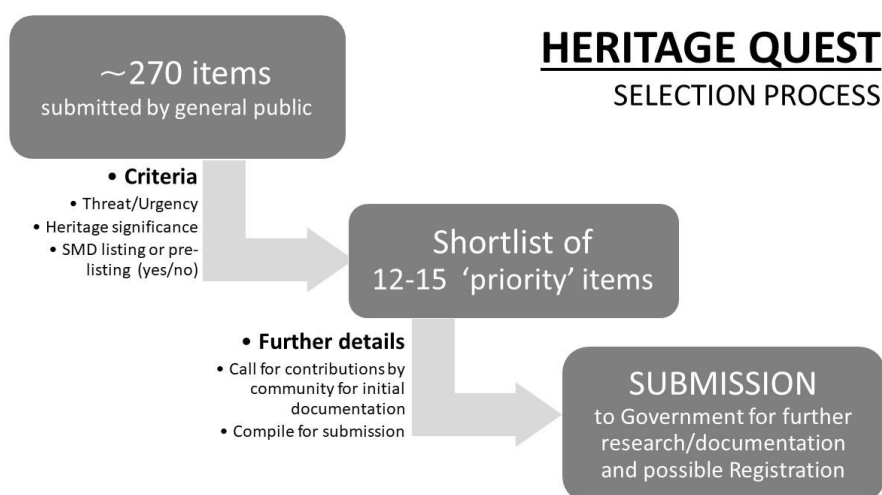 HERITAGE QUEST
SELECTION PROCESS
~270 items
submitted by general public
• Criteria
• Threat/Urgency
• Heritage significance
• SMD listing or pre-
listing (yes/no)
Shortlist of
12-15 ‘priority’ items
• Further details
• Call for contributions by
community for initial
documentation
• Compile for submission
SUBMISSION
to Government for further
research/documentation
and possible Registration